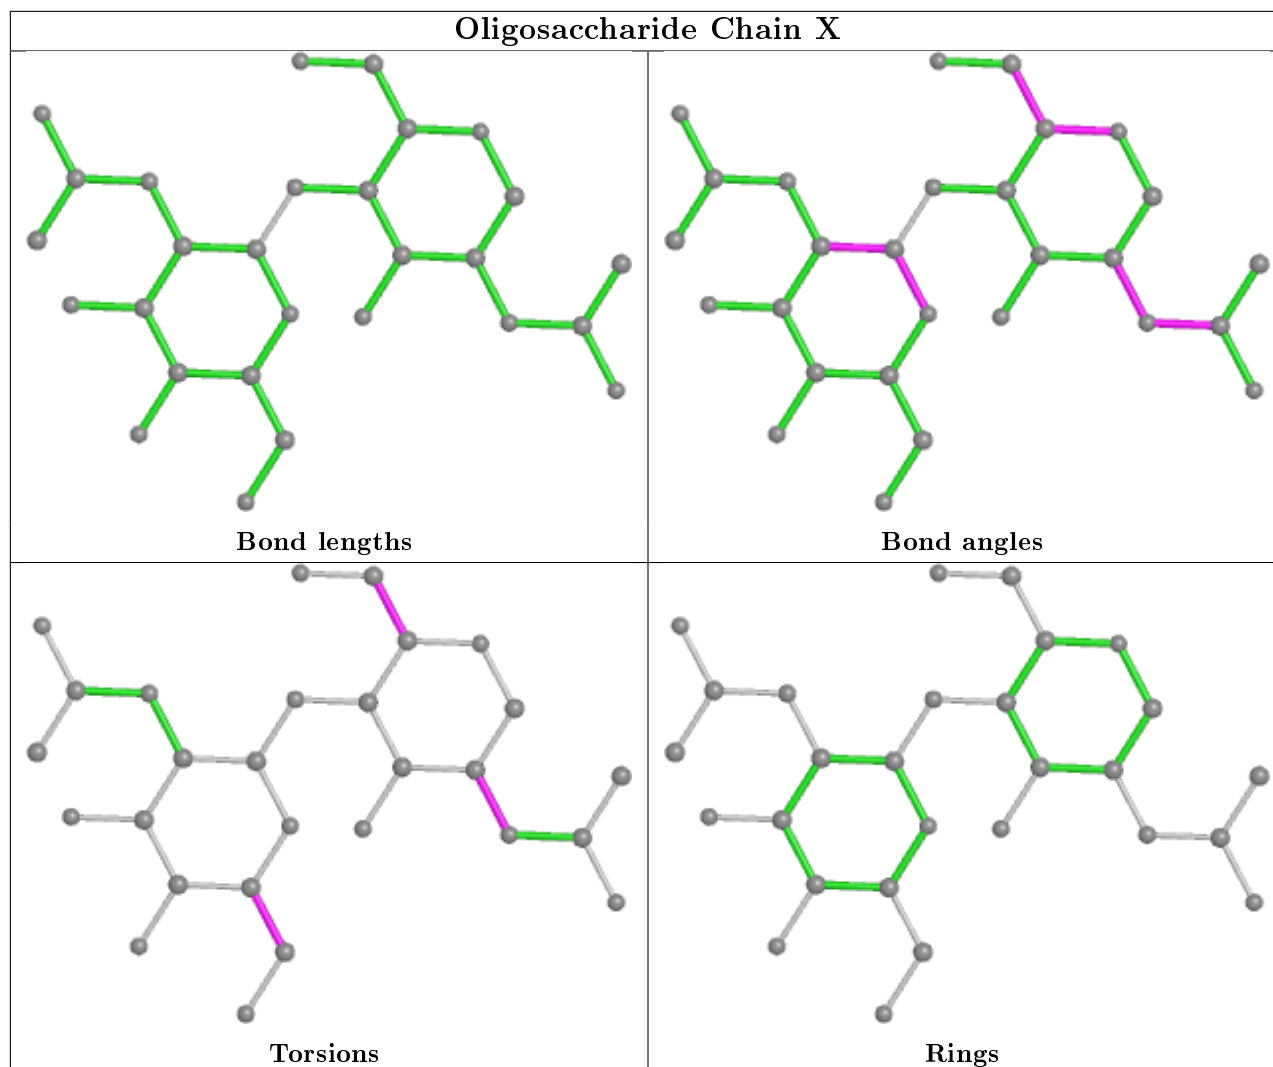 Oligosaccharide Chain X
Bond lengths
Bond angles
Torsions
Rings